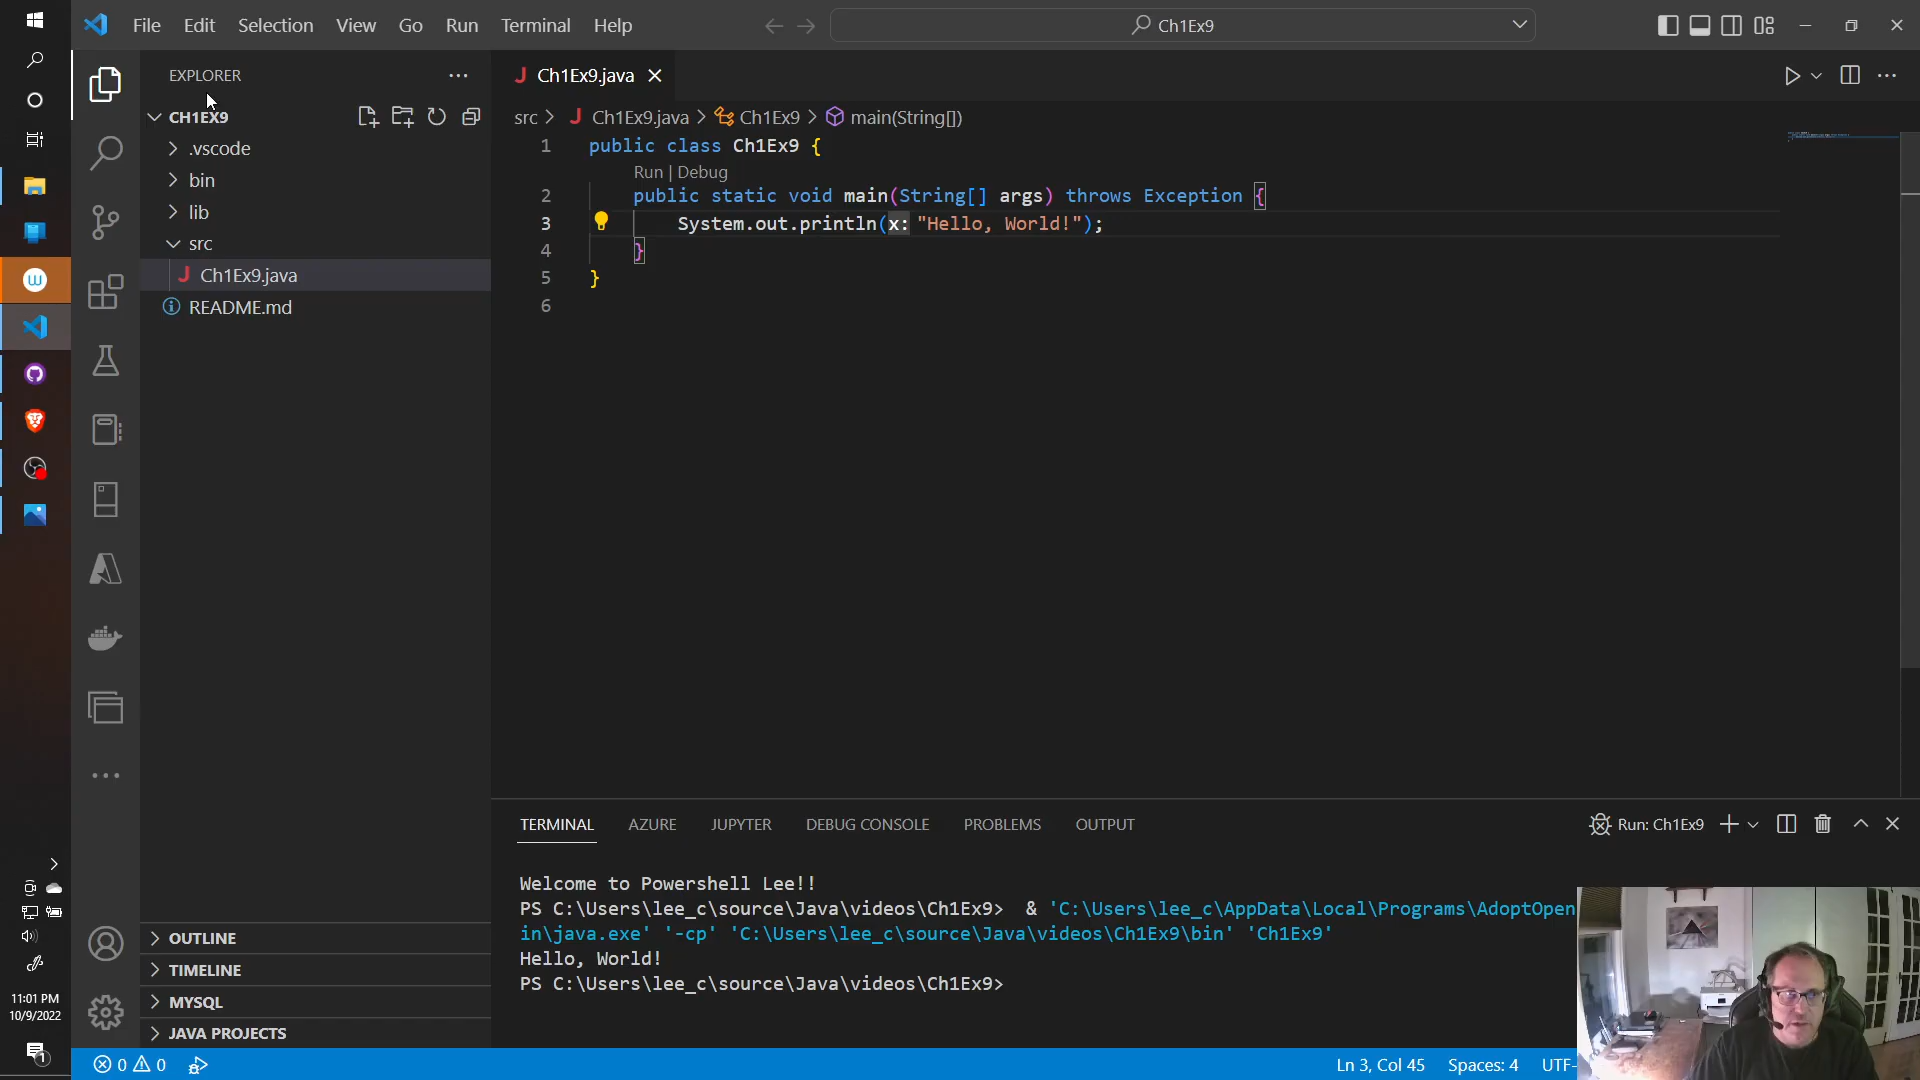 File Edit Selection View Go Run Terminal Help
Ch1Ex9
EXPLORER
CH1EX9
.vscode
bin
lib
src
J Ch1Ex9.java
README.md
OUTLINE
TIMELINE
MYSQL
JAVA PROJECTS
J Ch1Ex9.java
src > J Ch1Ex9.java > Ch1Ex9 > main(String[])
1 public class Ch1Ex9 {
Run | Debug
2 public static void main(String[] args) throws Exception {
3 System.out.println(x: "Hello, World!");
4 }
5 }
6
TERMINAL AZURE JUPYTER DEBUG CONSOLE PROBLEMS OUTPUT
Run: Ch1Ex9
Welcome to Powershell Lee!!
PS C:\Users\lee_c\source\Java\videos\Ch1Ex9> & 'C:\Users\lee_c\AppData\Local\Programs\AdoptOpen
in\java.exe' '-cp' 'C:\Users\lee_c\source\Java\videos\Ch1Ex9\bin' 'Ch1Ex9'
Hello, World!
PS C:\Users\lee_c\source\Java\videos\Ch1Ex9>
11:01 PM
10/9/2022
1
0 0
Ln 3, Col 45 Spaces: 4 UTF-